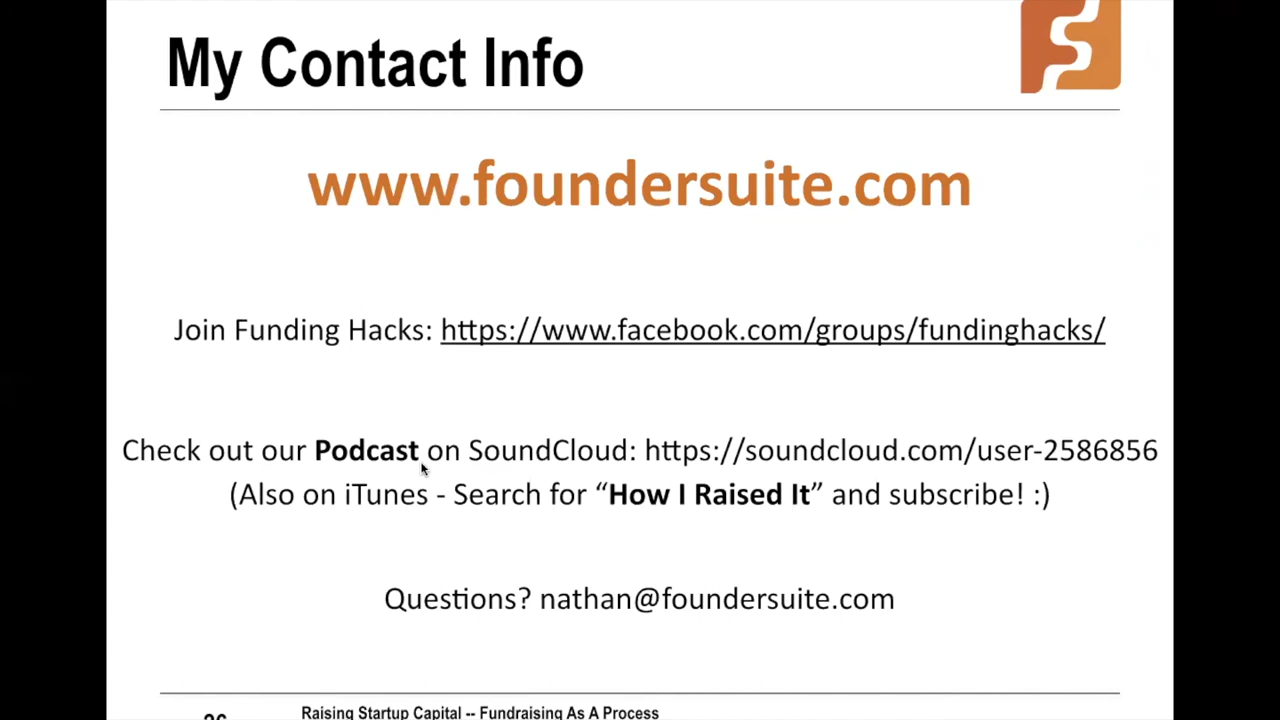 My Contact Info
www.foundersuite.com
Join Funding Hacks: https://www.facebook.com/groups/fundinghacks/
Check out our Podcast on SoundCloud: https://soundcloud.com/user-2586856
(Also on iTunes - Search for “How I Raised It” and subscribe! :)
Questions? nathan@foundersuite.com
Raising Startup Capital -- Fundraising As A Process